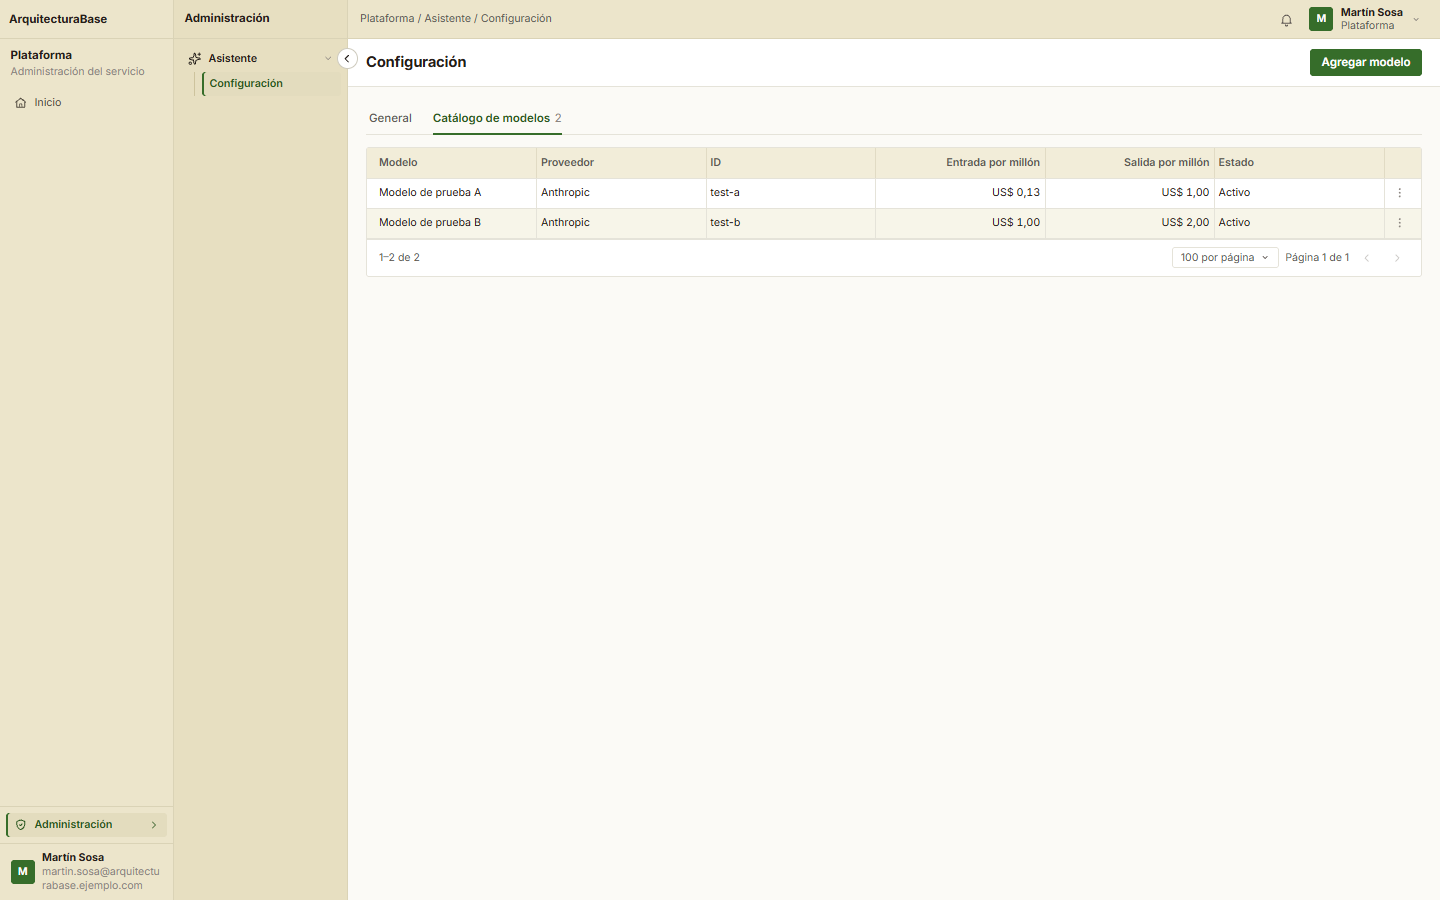 ArquitecturaBase
Plataforma
Administración del servicio
Inicio
Administración
Martín Sosa
M
martin.sosa@arquitectu
rabase.ejemplo.com
Administración
Asistente
Configuración
Plataforma / Asistente / Configuración
M
Martín Sosa
Plataforma
Configuración
Agregar modelo
General
Catálogo de modelos 2
Modelo Proveedor ID Entrada por millón Salida por millón Estado
Modelo de prueba A Anthropic test-a US$ 0,13 US$ 1,00 Activo
Modelo de prueba B Anthropic test-b US$ 1,00 US$ 2,00 Activo
1–2 de 2 100 por página Página 1 de 1